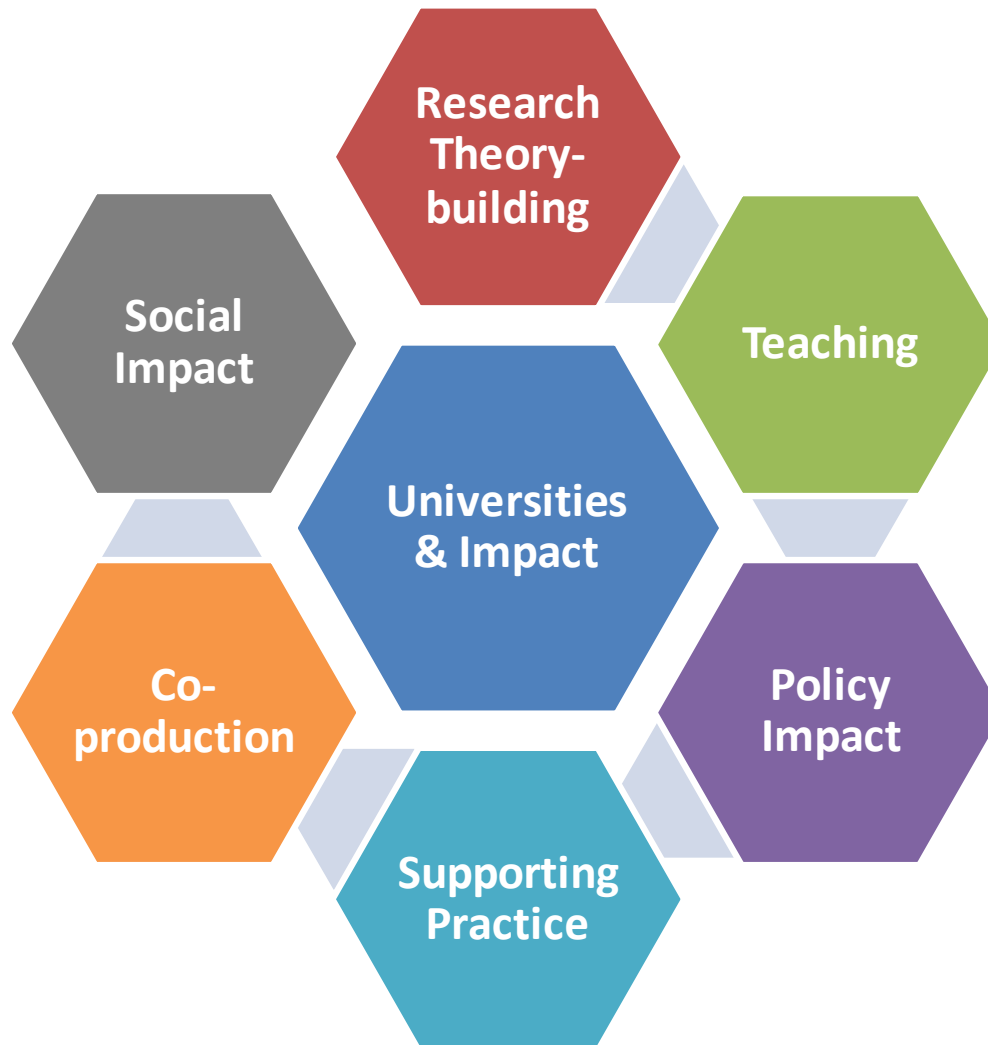 Research
Theory-
building
Social
Impact
Teaching
Universities
& Impact
Co-
production
Policy
Impact
Supporting
Practice